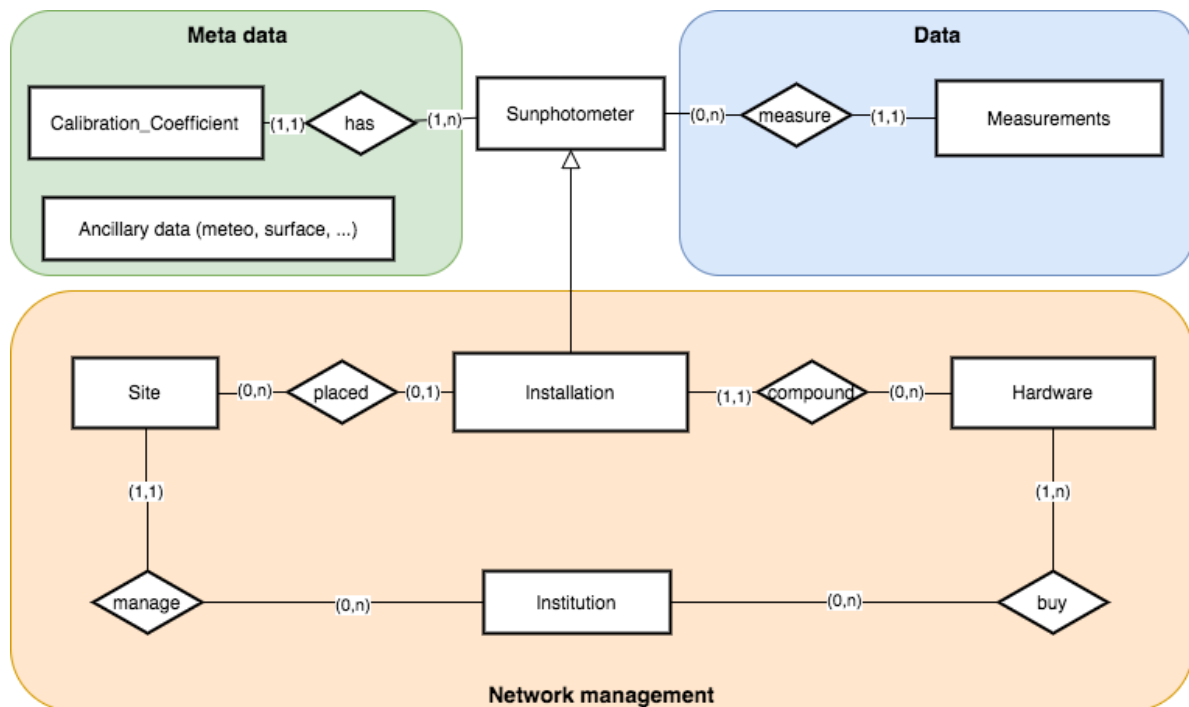 Meta data
Data
Calibration_Coefficient
(1,1)
has
(1,n)
Sunphotometer
(0,n)
measure
(1,1)
Measurements
Ancillary data (meteo, surface, ...)
Site
(0,n)
placed
(0,1)
Installation
(1,1)
compound
(0,n)
Hardware
(1,1)
(1,n)
manage
(0,n)
Institution
(0,n)
buy
Network management